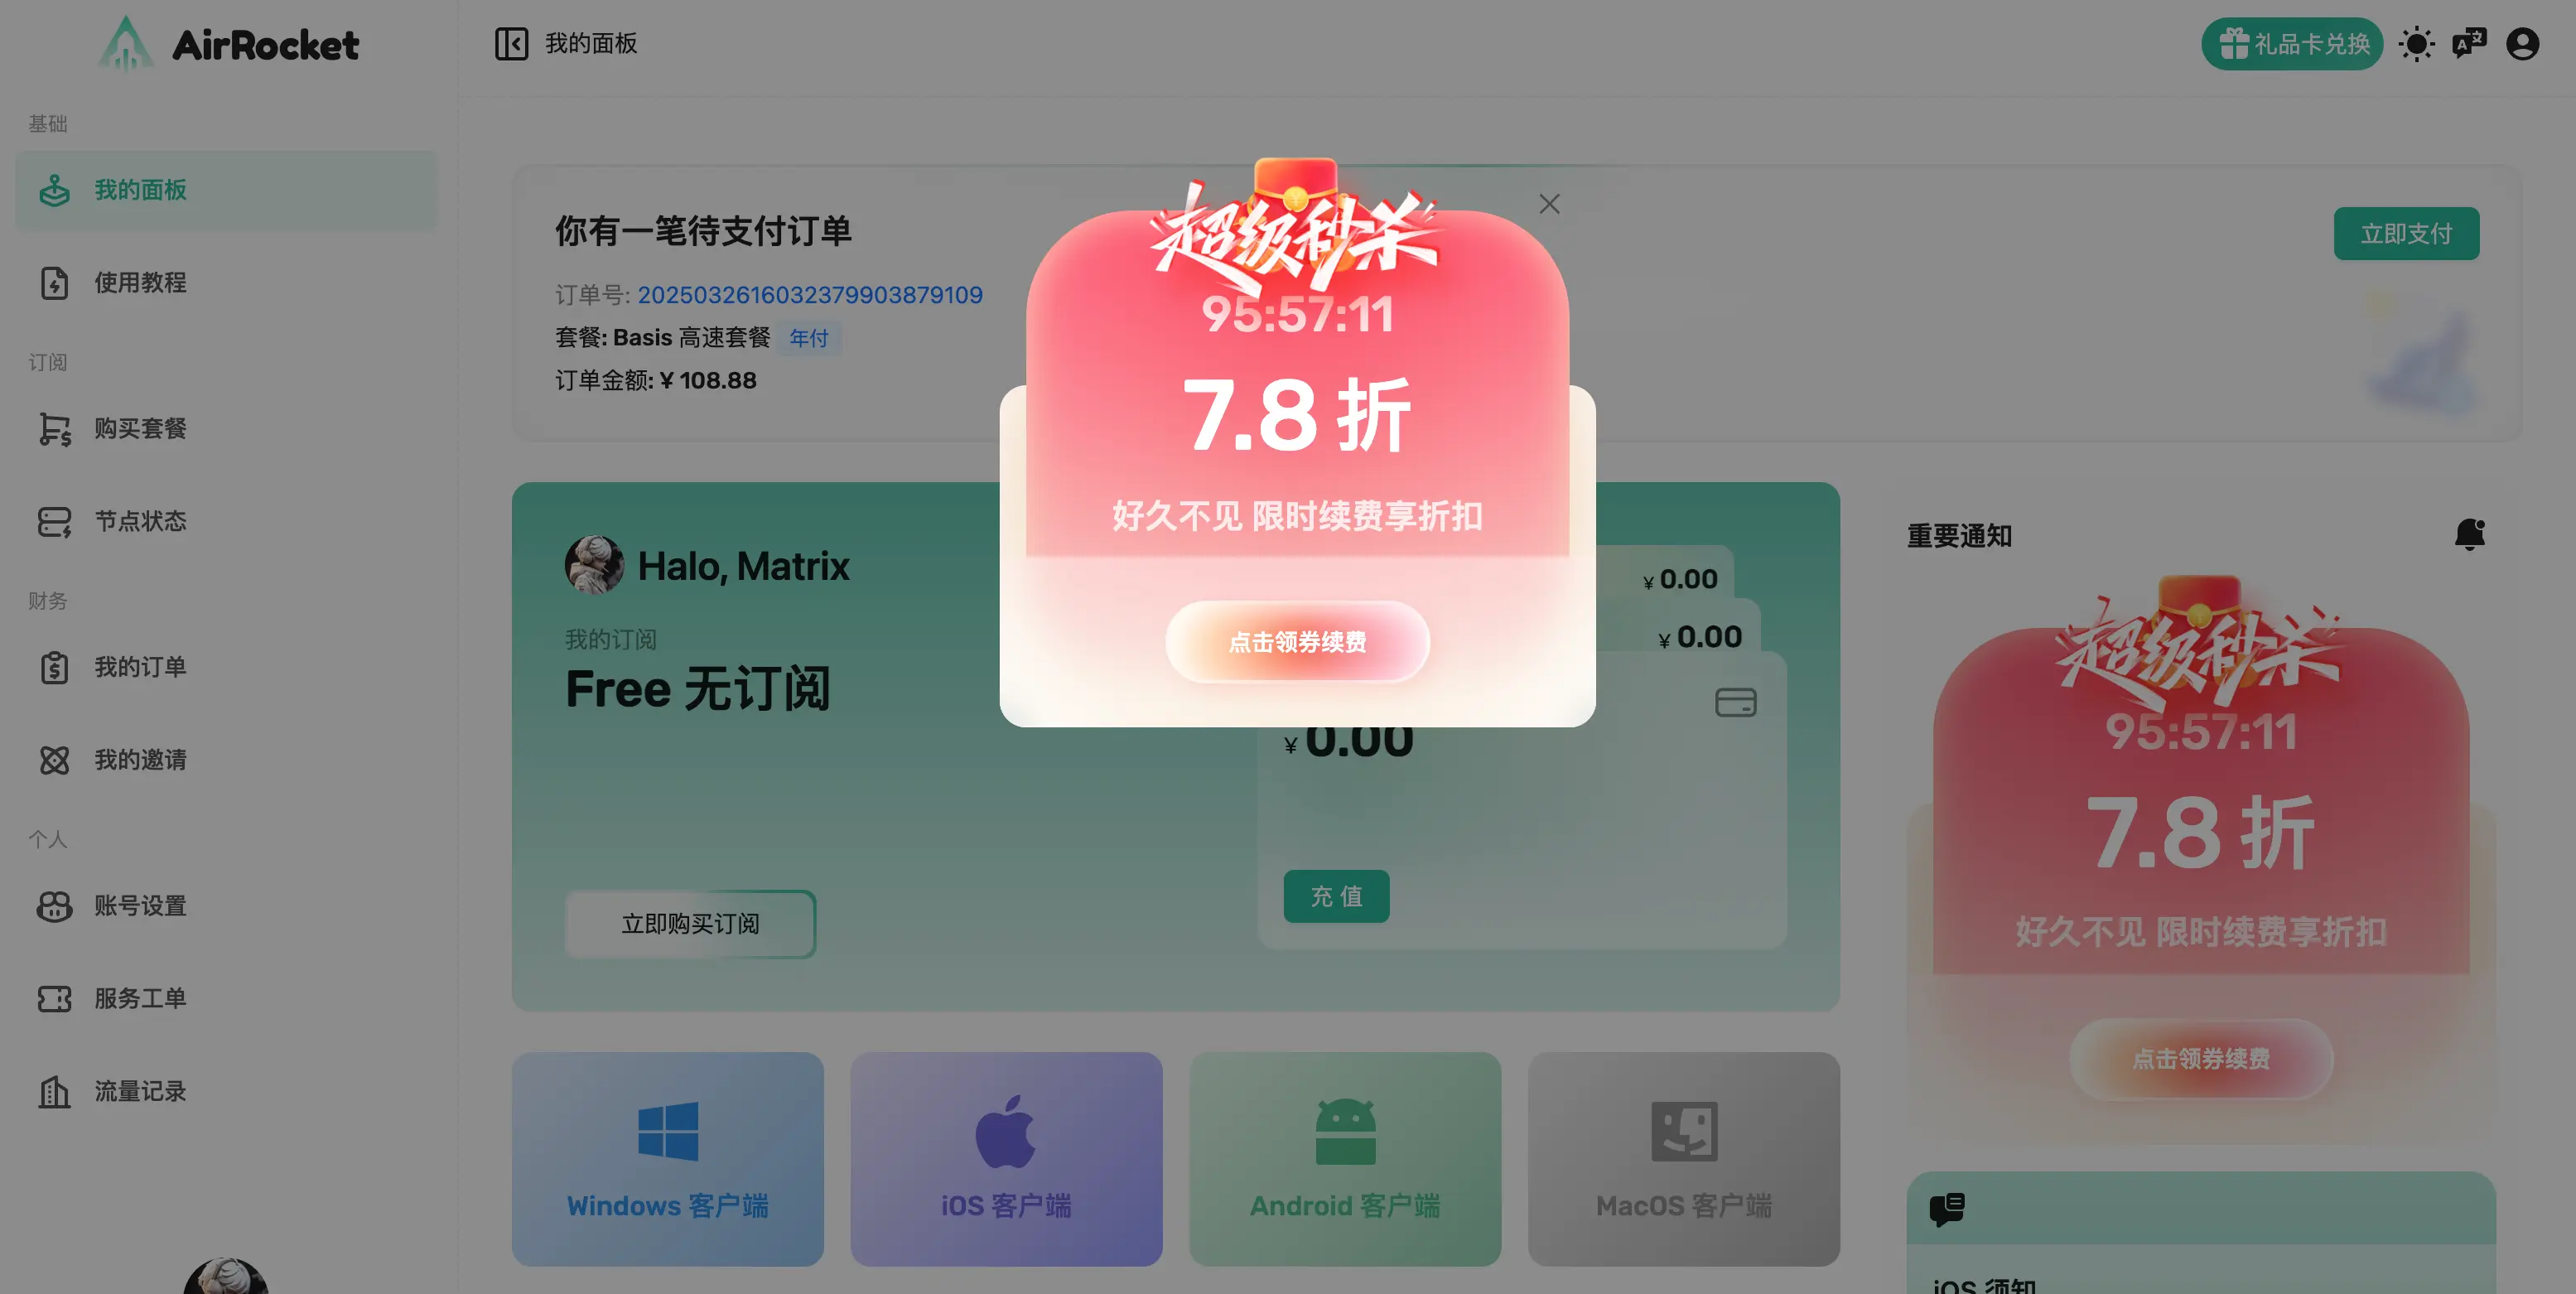 AirRocket
我的面板
礼品卡兑换
基础
我的面板
使用教程
订阅
购买套餐
节点状态
财务
我的订单
我的邀请
个人
账号设置
服务工单
流量记录
你有一笔待支付订单
订单号: 2025032616032379903879109
套餐: Basis 高速套餐 年付
订单金额: ¥ 108.88
立即支付
超级秒杀
95:57:11
7.8 折
好久不见 限时续费享折扣
点击领券续费
Halo, Matrix
我的订阅
Free 无订阅
立即购买订阅
¥ 0.00
¥ 0.00
¥ 0.00
充 值
Windows 客户端
iOS 客户端
Android 客户端
MacOS 客户端
重要通知
超级秒杀
95:57:11
7.8 折
好久不见 限时续费享折扣
点击领券续费
iOS 须知